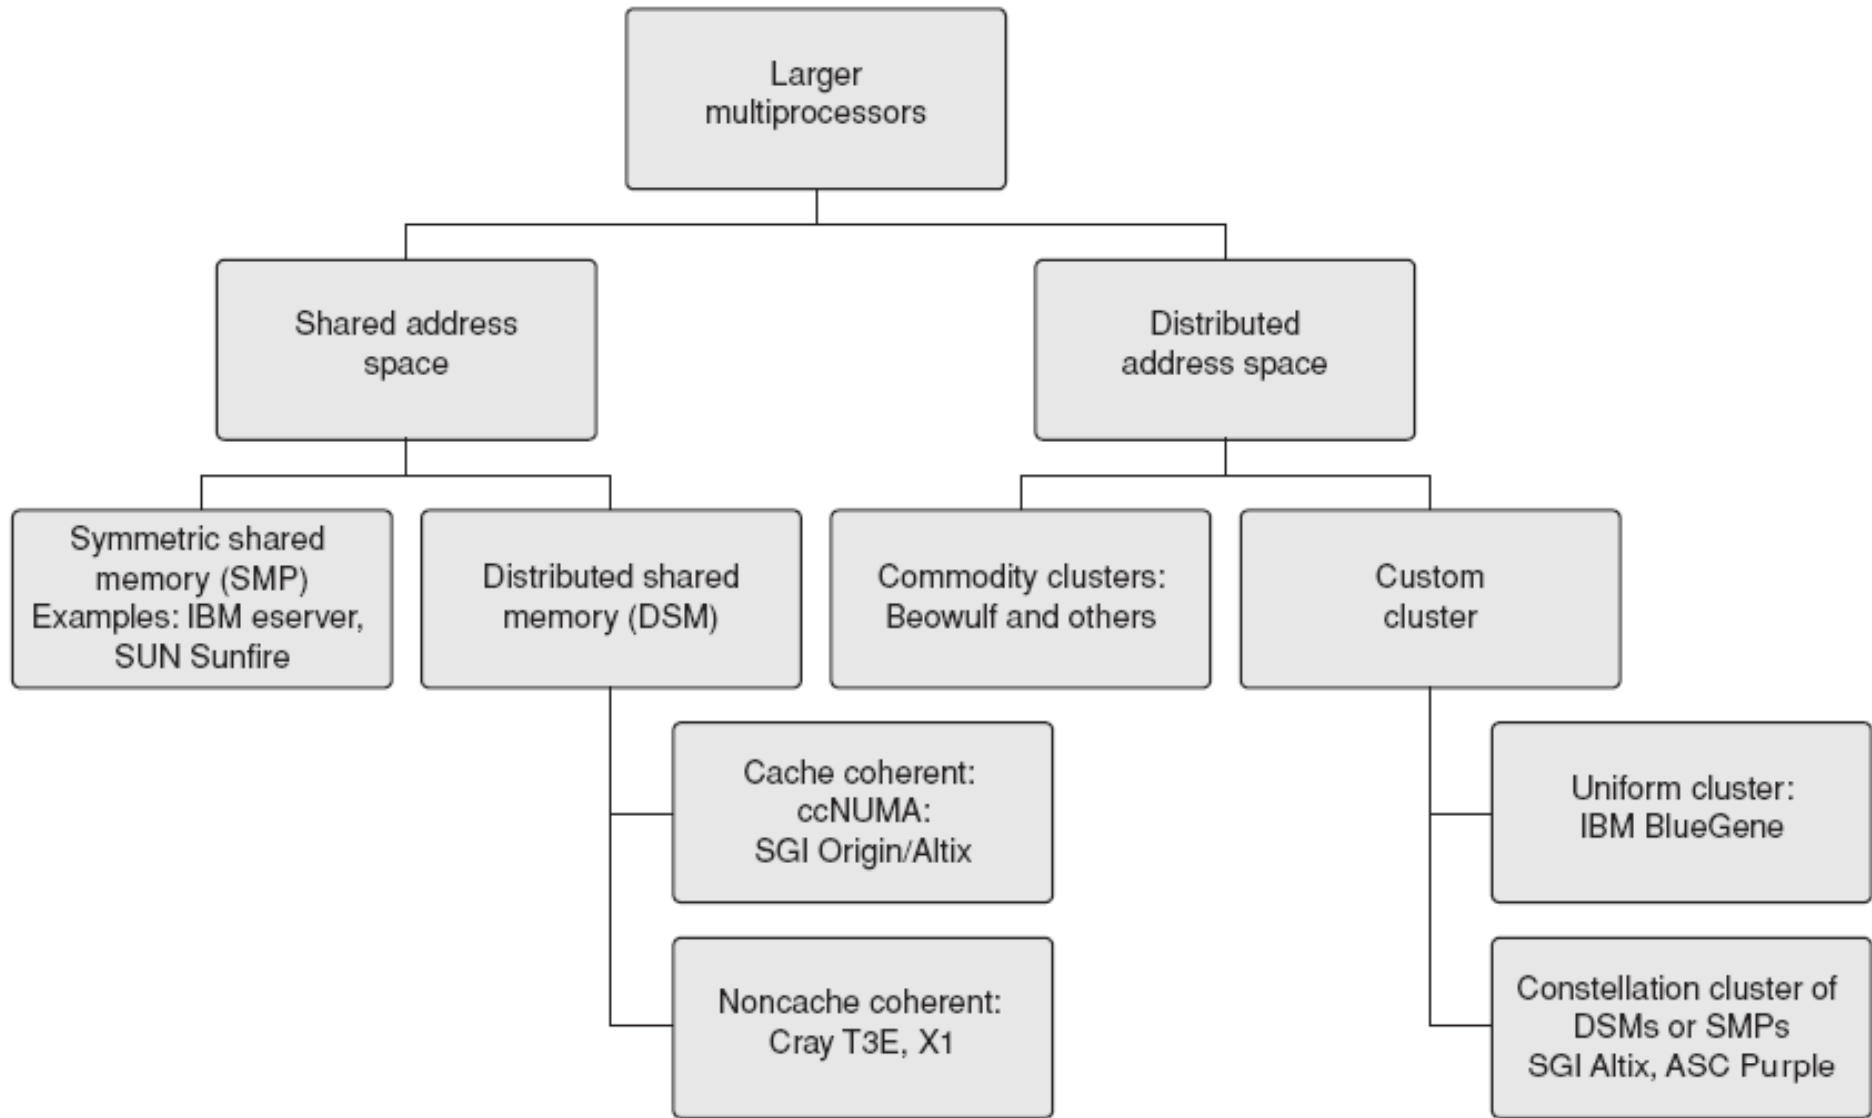 Larger
multiprocessors
Shared address
space
Distributed
address space
Symmetric shared
memory (SMP)
Examples: IBM eserver,
SUN Sunfire
Distributed shared
memory (DSM)
Commodity clusters:
Beowulf and others
Custom
cluster
Cache coherent:
ccNUMA:
SGI Origin/Altix
Noncache coherent:
Cray T3E, X1
Uniform cluster:
IBM BlueGene
Constellation cluster of
DSMs or SMPs
SGI Altix, ASC Purple